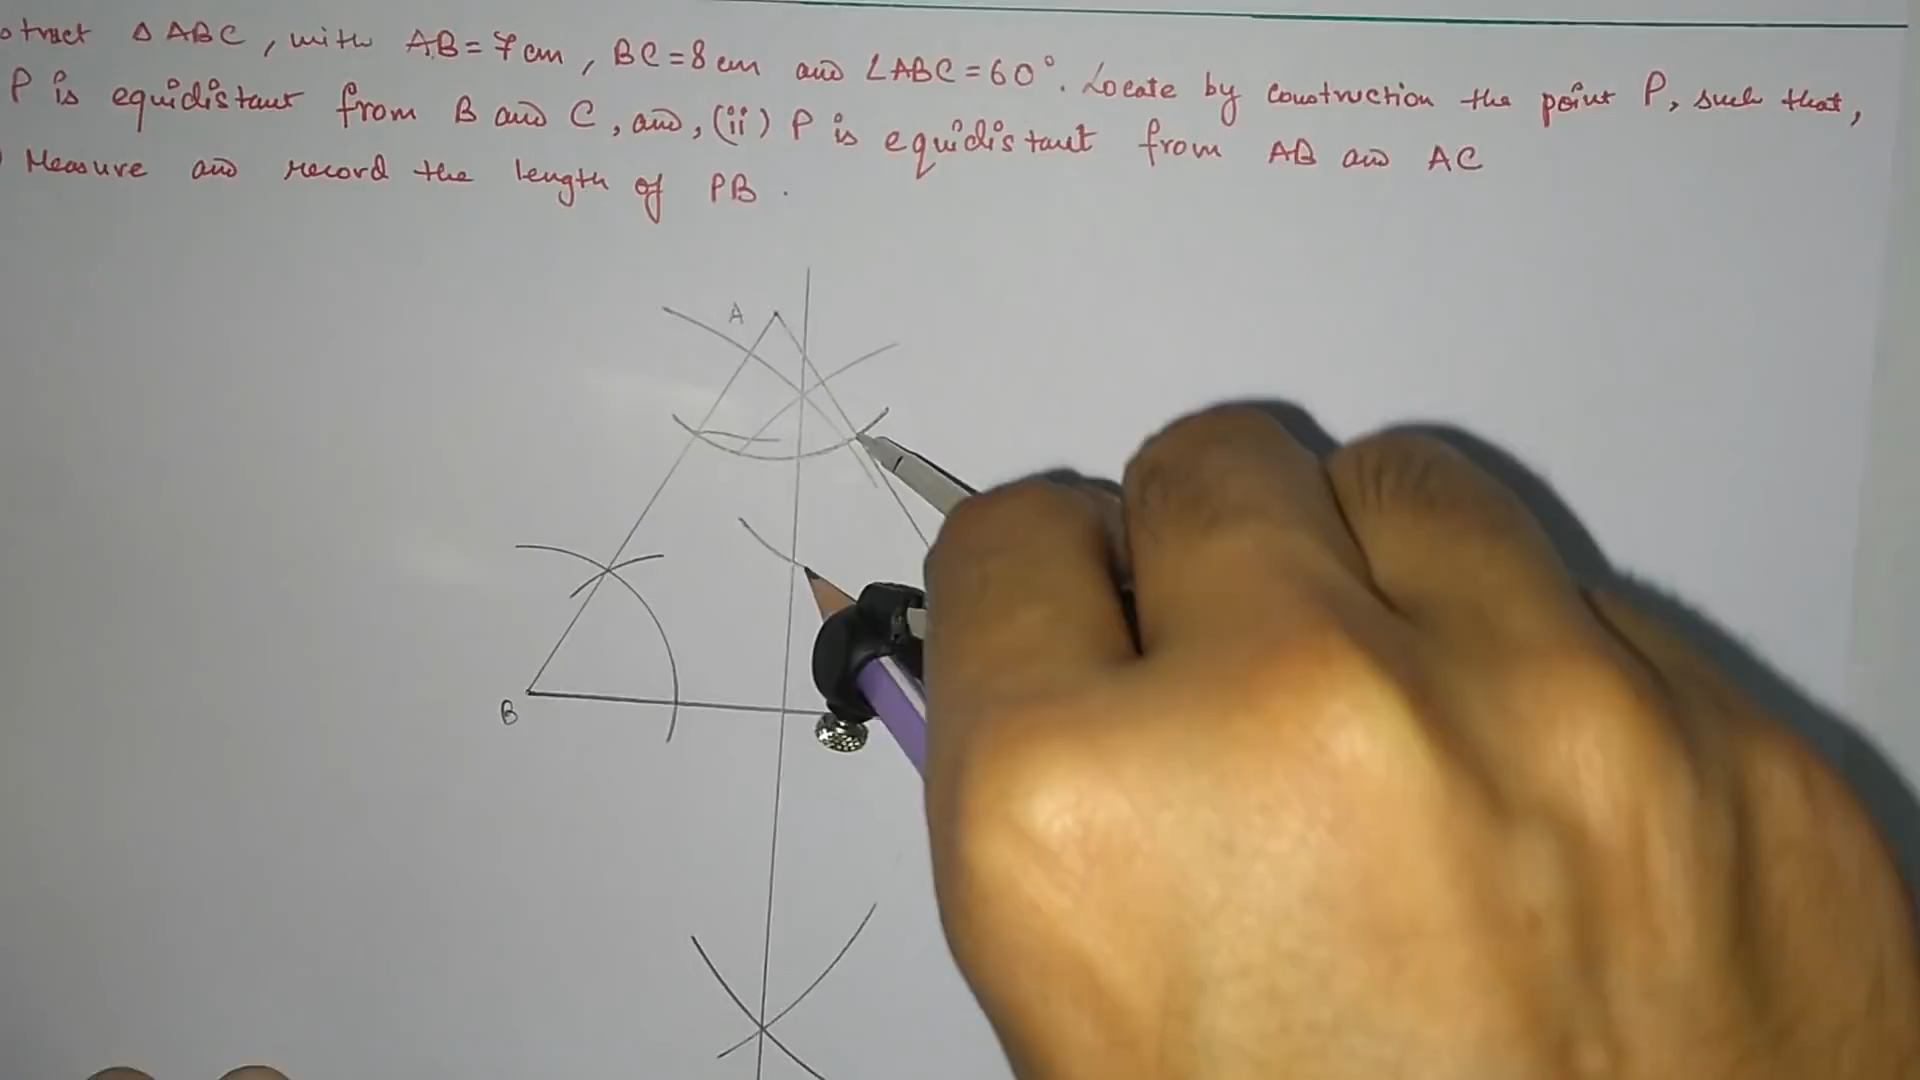 otruct Δ ABC, with AB = 7 cm, BC = 8 cm and ∠ABC = 60°. Locate by construction the point P, such that,
P is equidistant from B and C, and, (ii) P is equidistant from AB and AC
) Measure and record the length of PB.
A
B